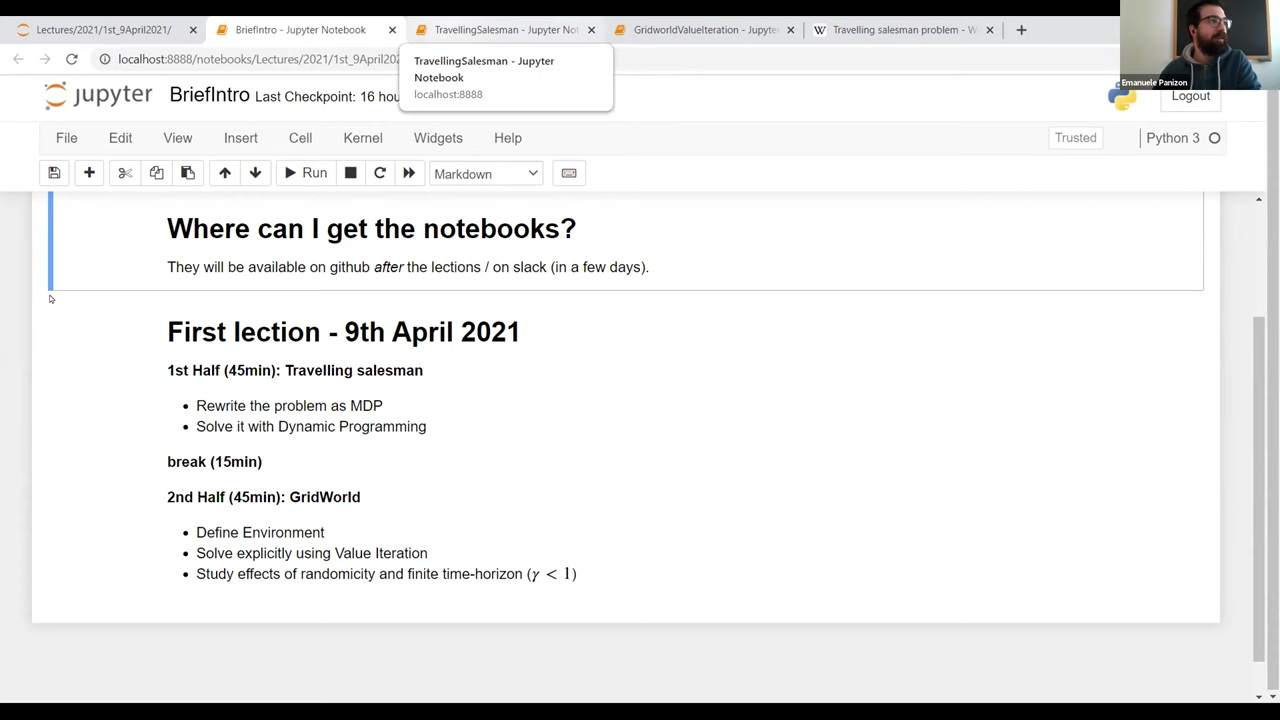 Lectures/2021/1st_9April2021/
BriefIntro - Jupyter Notebook
TravellingSalesman - Jupyter Not
GridworldValueIteration - Jupyte
Travelling salesman problem - W
localhost:8888/notebooks/Lectures/2021/1st_9April202
TravellingSalesman - Jupyter
Notebook
localhost:8888
Emanuele Panizon
jupyter
BriefIntro Last Checkpoint: 16 hou
Logout
File Edit View Insert Cell Kernel Widgets Help
Trusted
Python 3
Run
Markdown
Where can I get the notebooks?
They will be available on github after the lections / on slack (in a few days).
First lection - 9th April 2021
1st Half (45min): Travelling salesman
• Rewrite the problem as MDP
• Solve it with Dynamic Programming
break (15min)
2nd Half (45min): GridWorld
• Define Environment
• Solve explicitly using Value Iteration
• Study effects of randomicity and finite time-horizon (γ < 1)